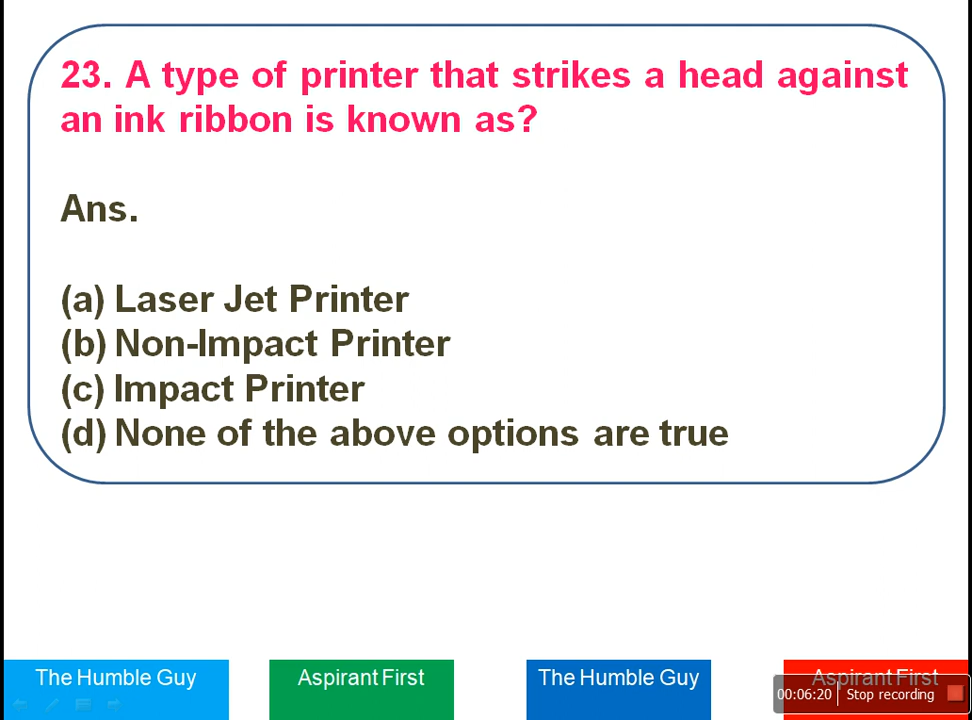 23. A type of printer that strikes a head against
an ink ribbon is known as?
Ans.
(a) Laser Jet Printer
(b) Non-Impact Printer
(c) Impact Printer
(d) None of the above options are true
The Humble Guy
Aspirant First
The Humble Guy
Aspirant First
00:06:20 Stop recording